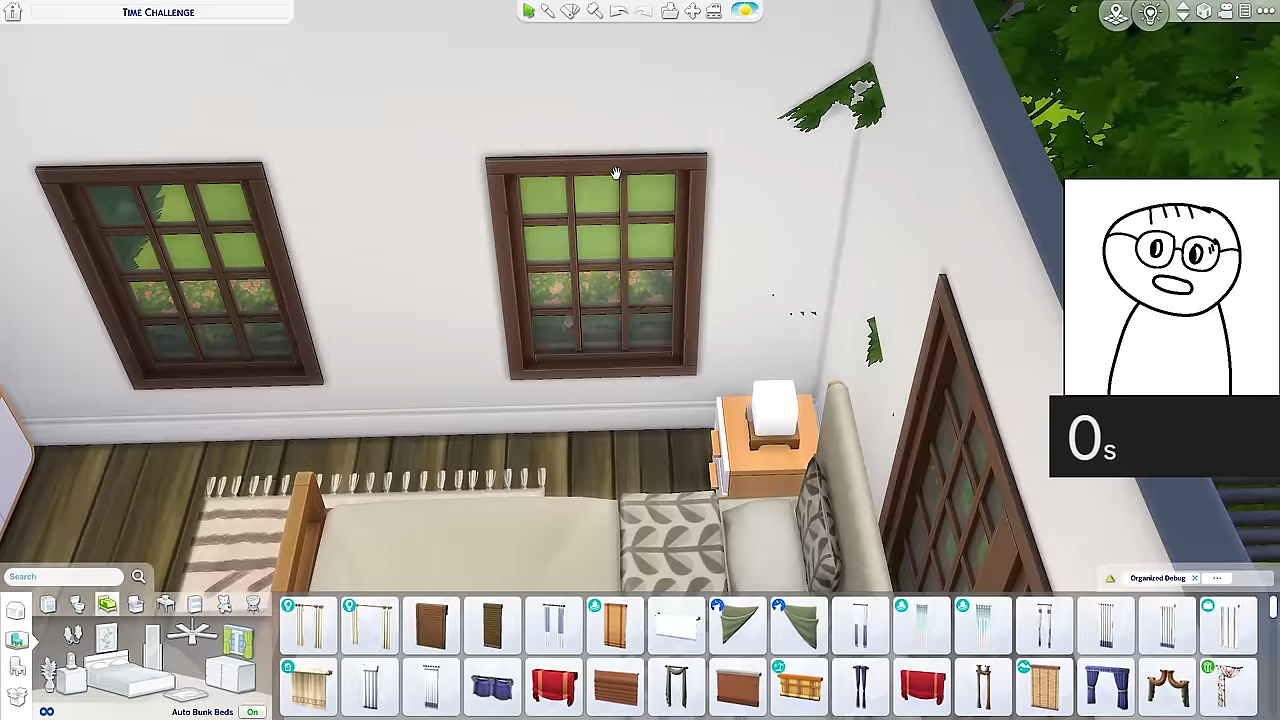 TIME CHALLENGE
0s
Organized Debug
Search
Auto Bunk Beds
On